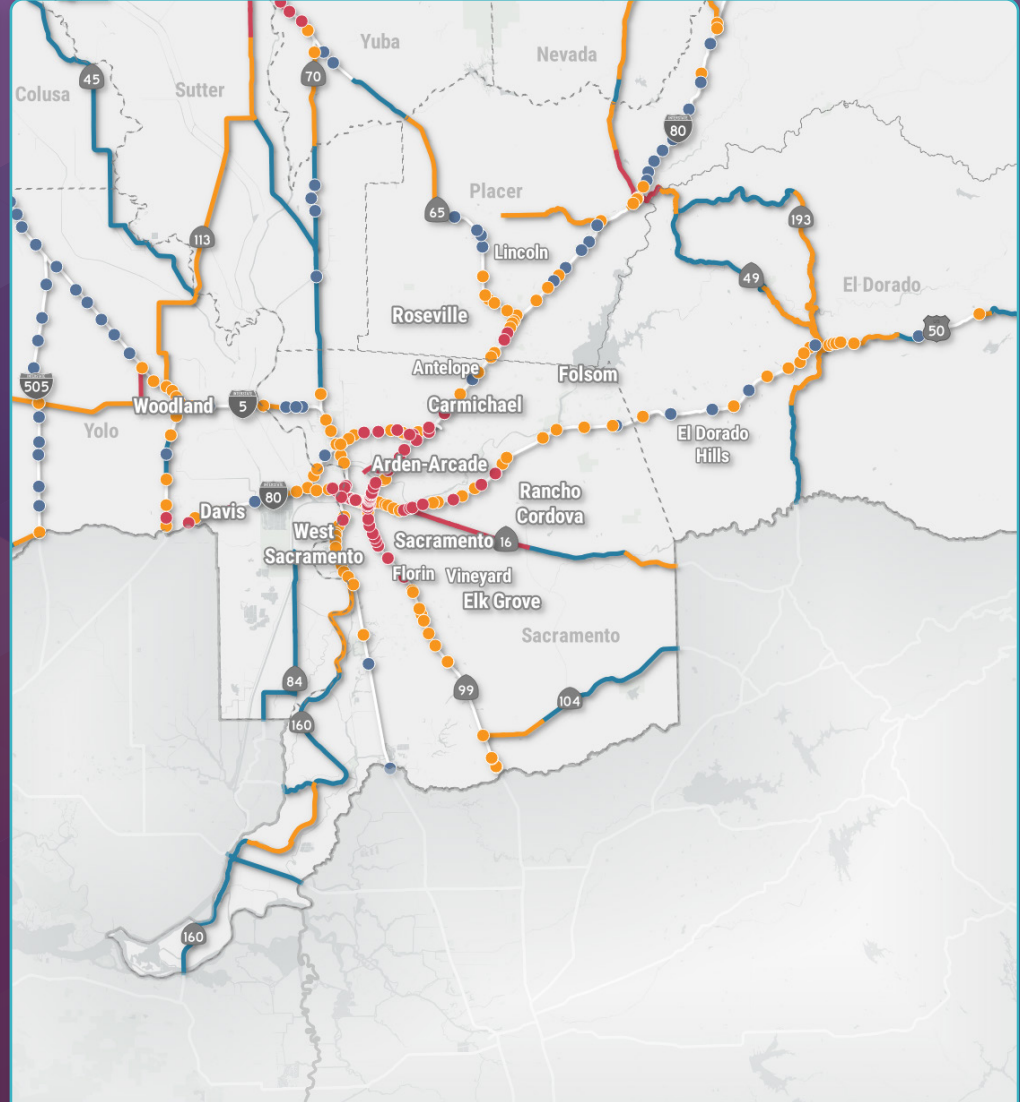 Yuba
Nevada
70
45
Sutter
Colusa
80
Placer
65
193
113
Lincoln
49
El Dorado
Roseville
50
Antelope
Folsom
505
Carmichael
Woodland
5
Yolo
El Dorado
Hills
Arden-Arcade
80
Rancho
Cordova
Davis
West
Sacramento
Sacramento
16
Florin
Vineyard
Elk Grove
Sacramento
84
99
104
160
160